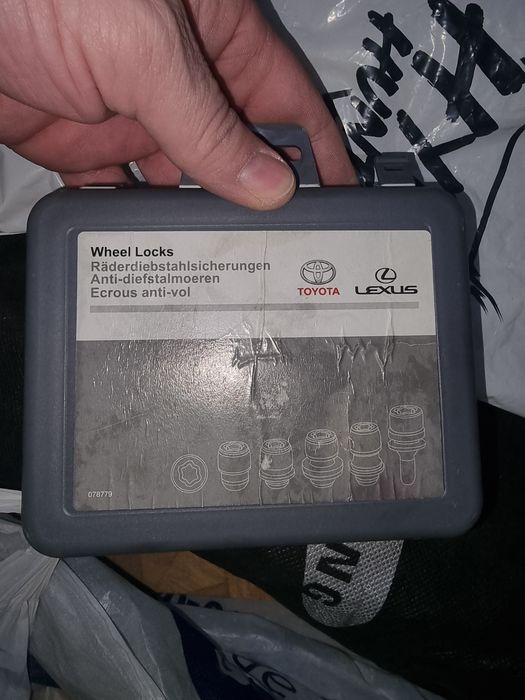 Wheel Locks
Räderdiebstahlsicherungen
Anti-diefstalmoeren
Ecrous anti-vol
TOYOTA
LEXUS
078779